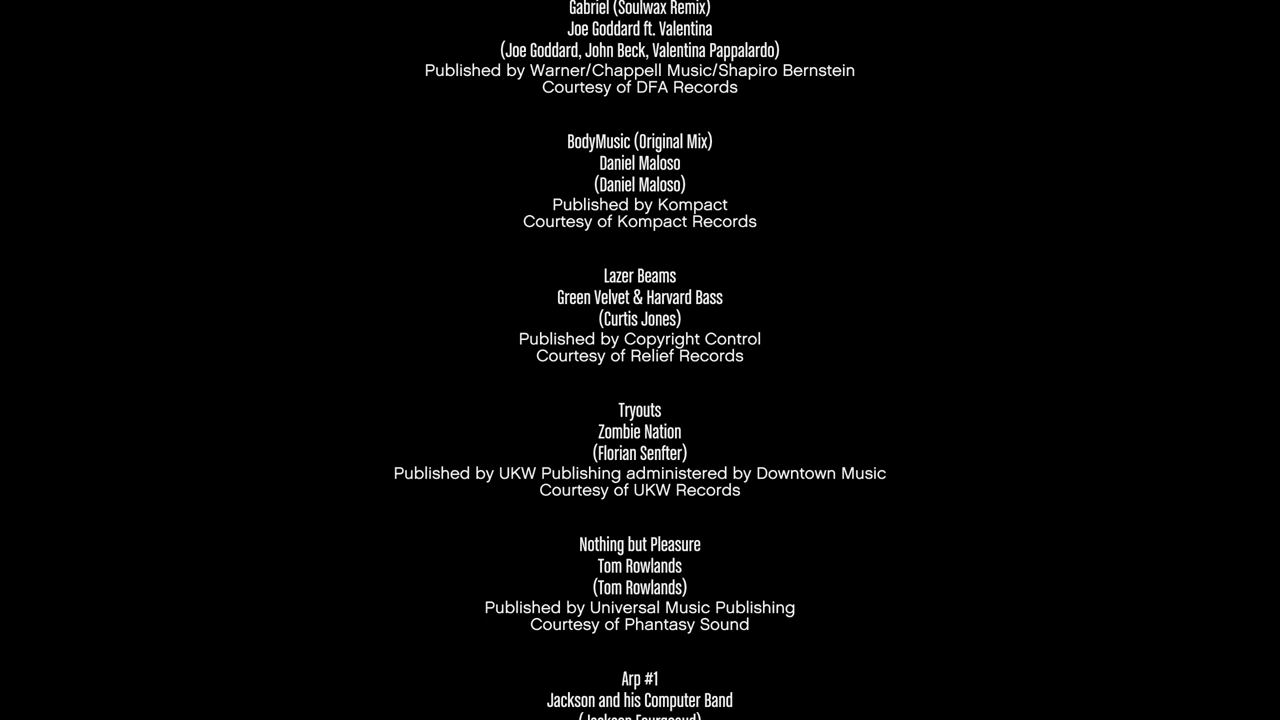 Gabriel (Soulwax Remix)
Joe Goddard ft. Valentina
(Joe Goddard, John Beck, Valentina Pappalardo)
Published by Warner/Chappell Music/Shapiro Bernstein
Courtesy of DFA Records
BodyMusic (Original Mix)
Daniel Maloso
(Daniel Maloso)
Published by Kompact
Courtesy of Kompact Records
Lazer Beams
Green Velvet & Harvard Bass
(Curtis Jones)
Published by Copyright Control
Courtesy of Relief Records
Tryouts
Zombie Nation
(Florian Senfter)
Published by UKW Publishing administered by Downtown Music
Courtesy of UKW Records
Nothing but Pleasure
Tom Rowlands
(Tom Rowlands)
Published by Universal Music Publishing
Courtesy of Phantasy Sound
Arp #1
Jackson and his Computer Band